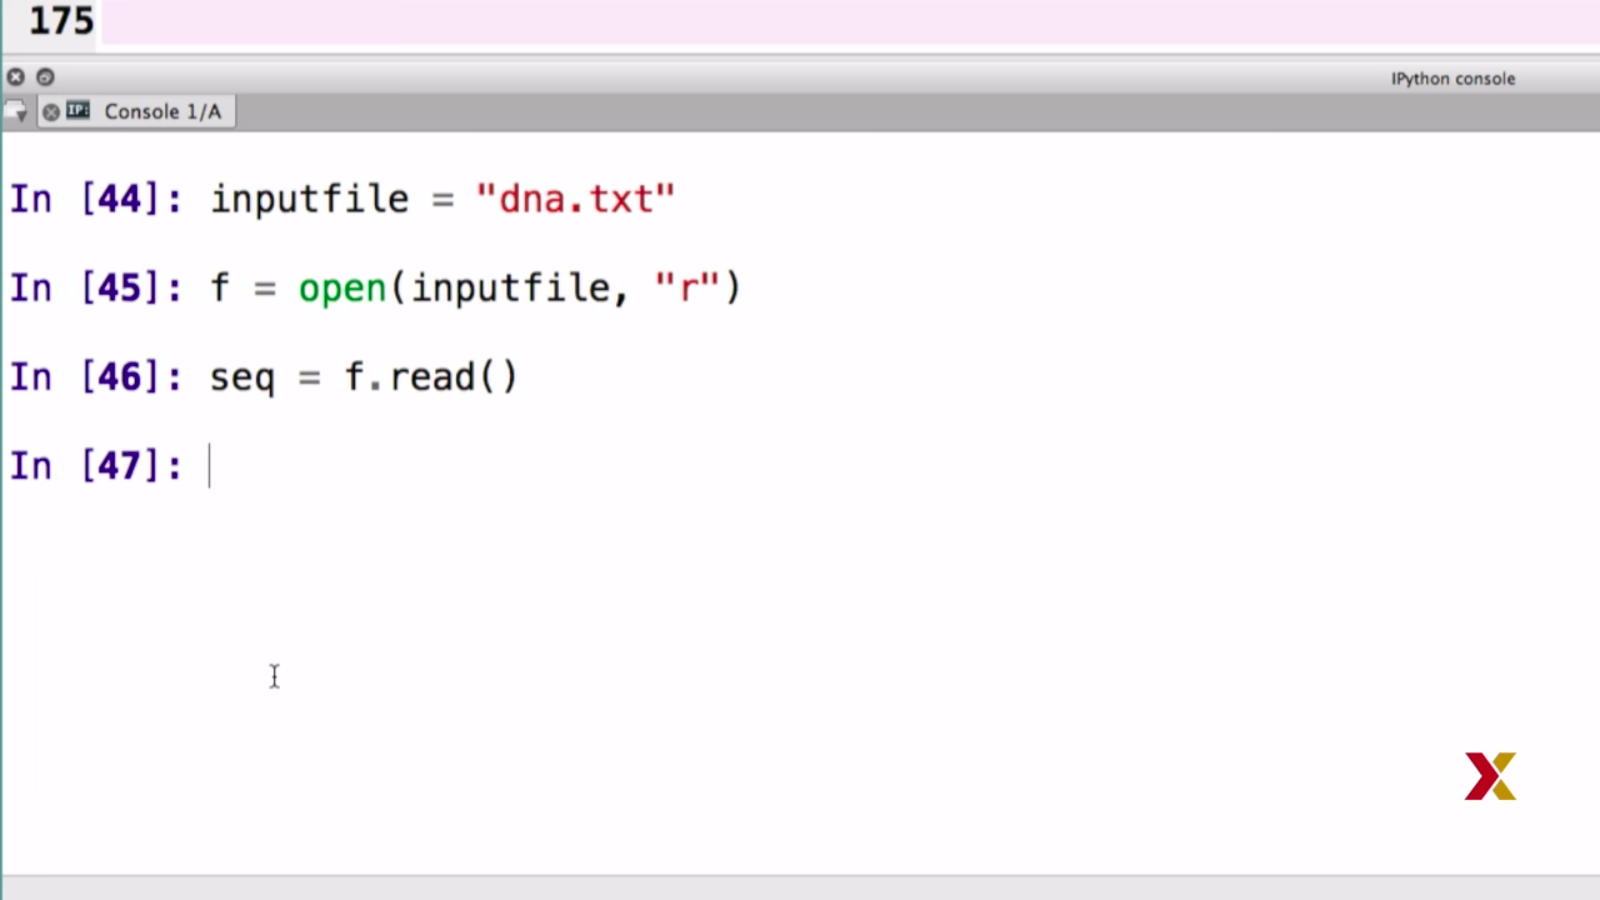 175
IPython console
IP: Console 1/A
In [44]: inputfile = "dna.txt"
In [45]: f = open(inputfile, "r")
In [46]: seq = f.read()
In [47]: